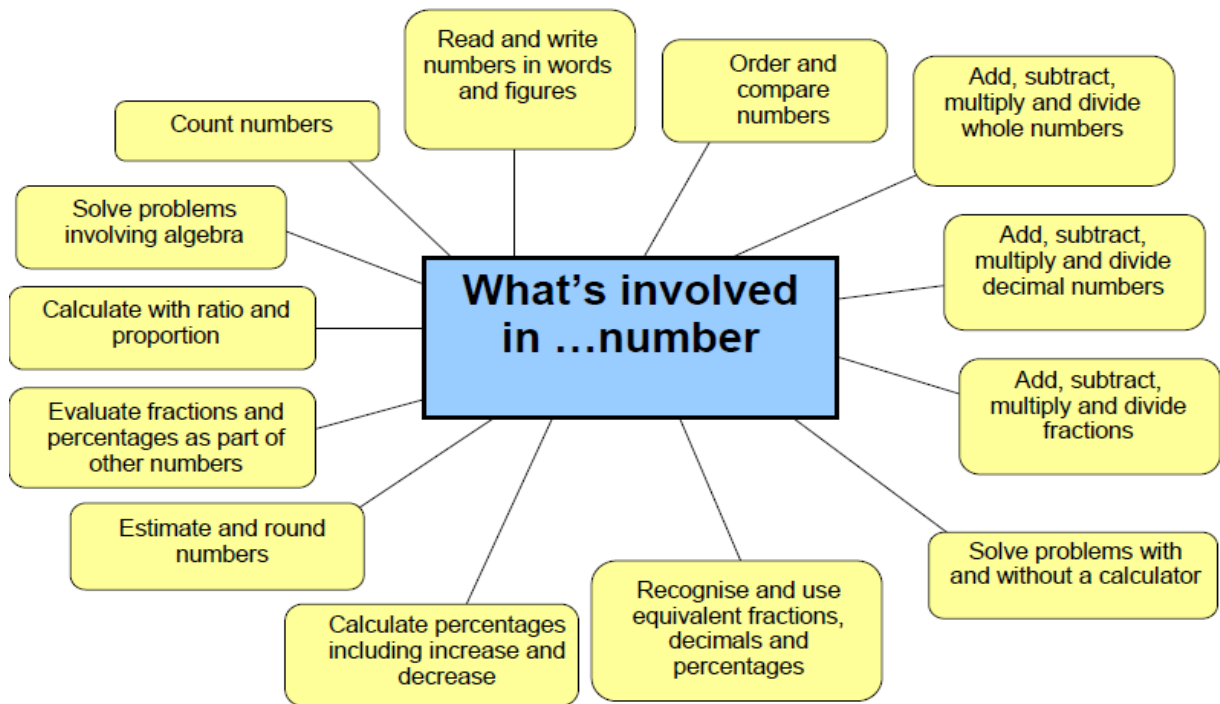 What's involved
in …number
Read and write
numbers in words
and figures
Order and
compare
numbers
Add, subtract,
multiply and divide
whole numbers
Add, subtract,
multiply and divide
decimal numbers
Add, subtract,
multiply and divide
fractions
Solve problems with
and without a calculator
Recognise and use
equivalent fractions,
decimals and
percentages
Calculate percentages
including increase and
decrease
Estimate and round
numbers
Evaluate fractions and
percentages as part of
other numbers
Calculate with ratio and
proportion
Solve problems
involving algebra
Count numbers